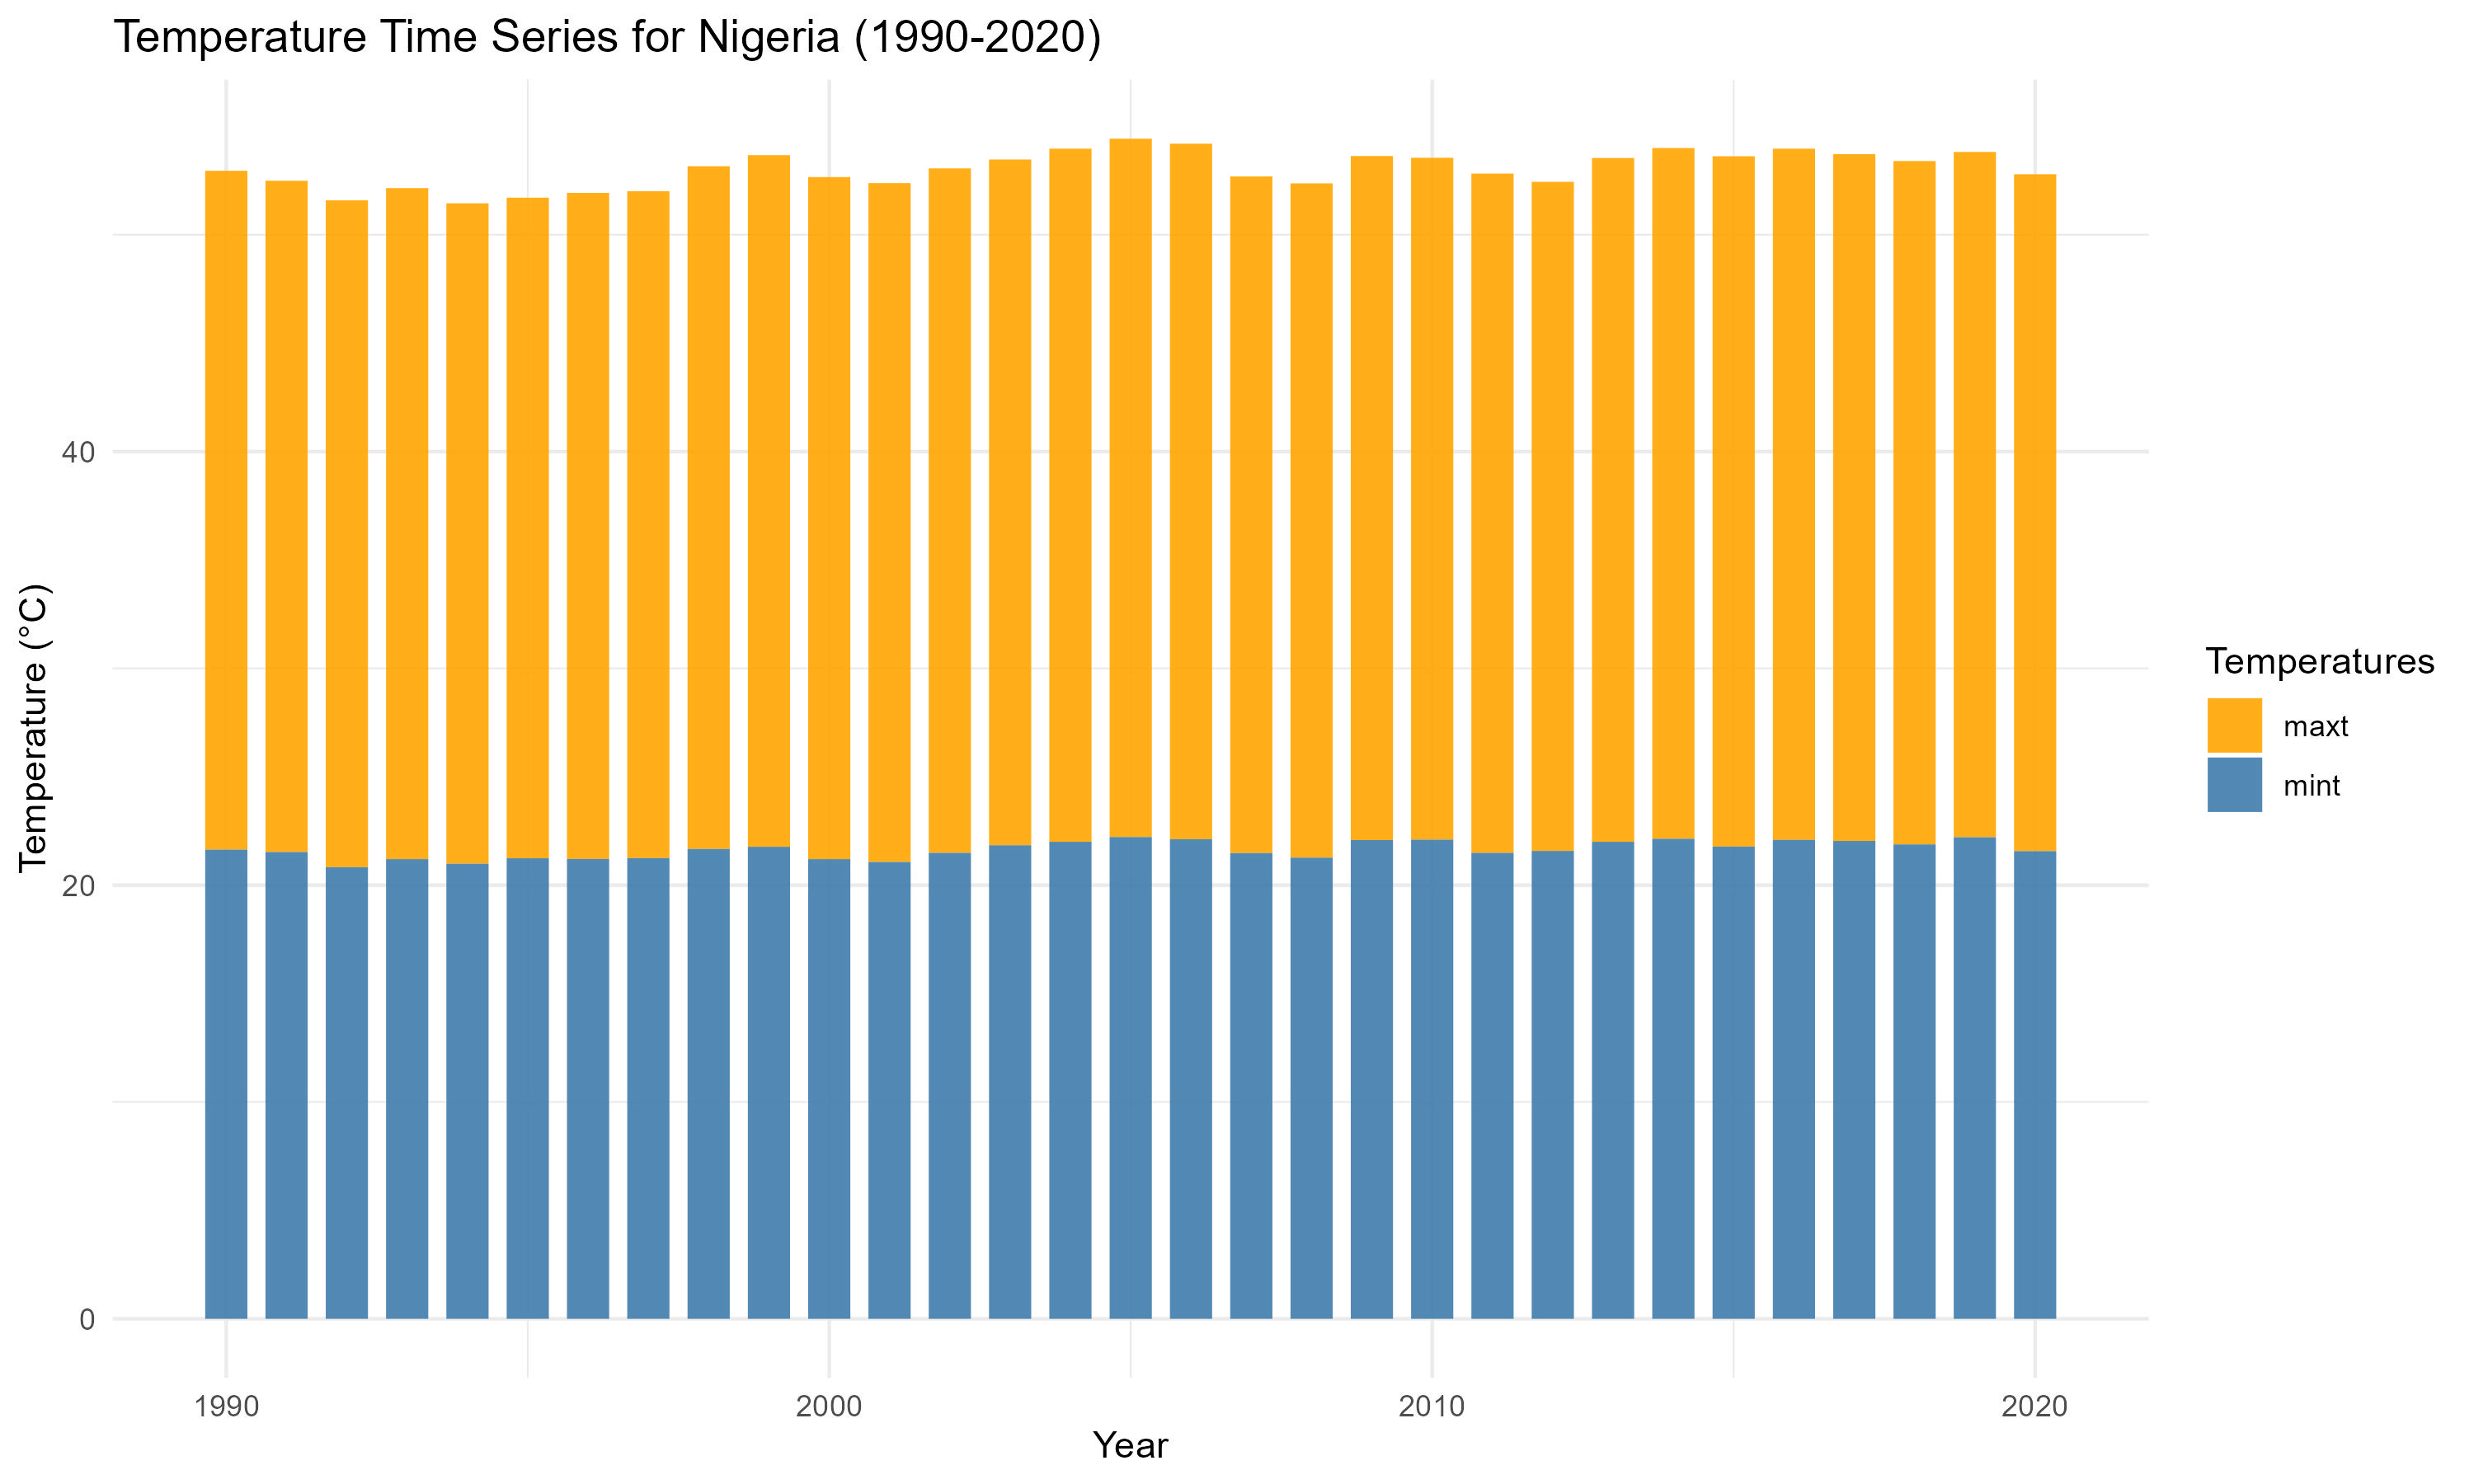 Temperature Time Series for Nigeria (1990-2020)
Temperature (°C)
40
20
0
1990
2000
2010
2020
Year
Temperatures
maxt
mint